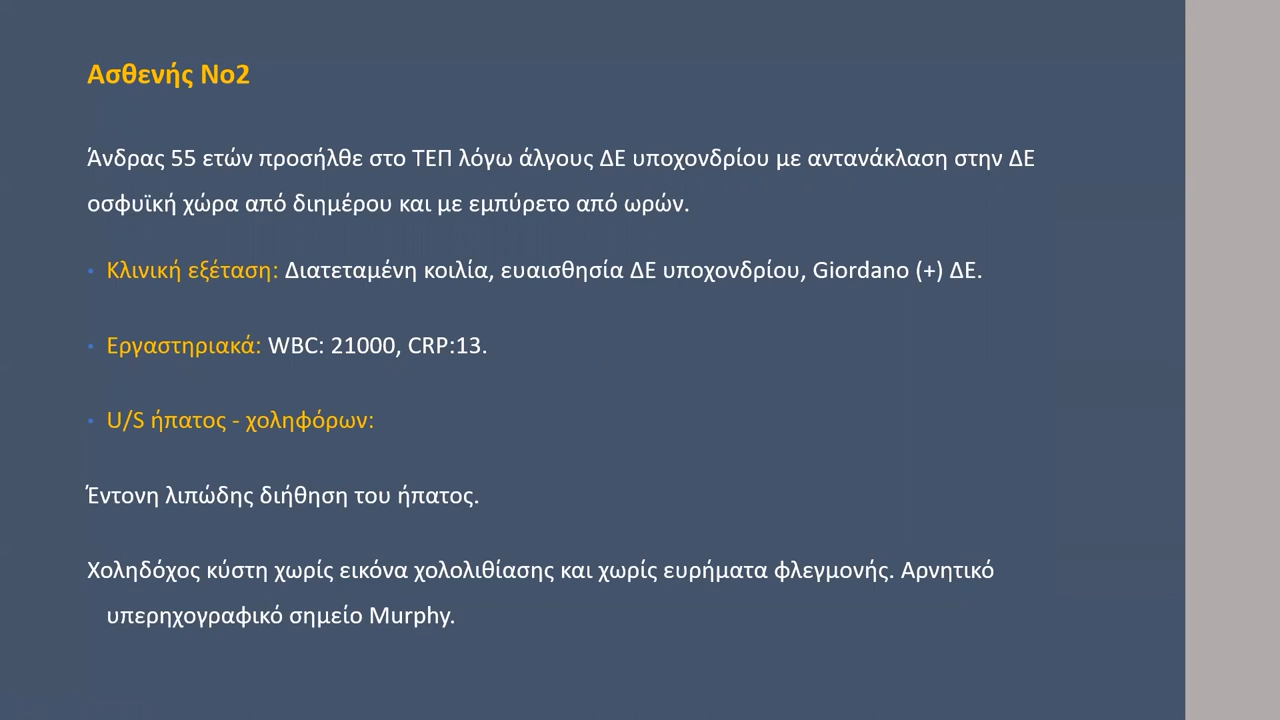 Ασθενής Νο2
Άνδρας 55 ετών προσήλθε στο ΤΕΠ λόγω άλγους ΔΕ υποχονδρίου με αντανάκλαση στην ΔΕ
οσφυϊκή χώρα από διημέρου και με εμπύρετο από ωρών.
• Κλινική εξέταση: Διατεταμένη κοιλία, ευαισθησία ΔΕ υποχονδρίου, Giordano (+) ΔΕ.
• Εργαστηριακά: WBC: 21000, CRP:13.
• U/S ήπατος - χοληφόρων:
Έντονη λιπώδης διήθηση του ήπατος.
Χοληδόχος κύστη χωρίς εικόνα χολολιθίασης και χωρίς ευρήματα φλεγμονής. Αρνητικό
υπερηχογραφικό σημείο Murphy.